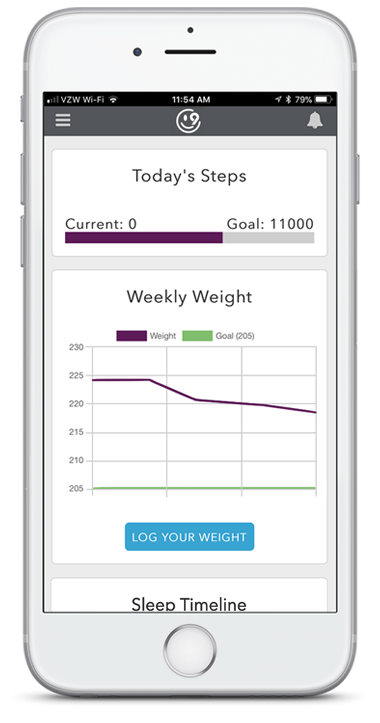 VZW Wi-Fi 11:54 AM 79%
Today's Steps
Current: 0 Goal: 11000
Weekly Weight
Weight Goal (205)
230
225
220
215
210
205
LOG YOUR WEIGHT
Sleep Timeline